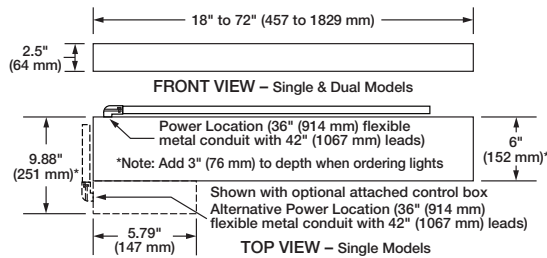 18" to 72" (457 to 1829 mm)
2.5"
(64 mm)
FRONT VIEW – Single & Dual Models
Power Location (36" (914 mm) flexible
metal conduit with 42" (1067 mm) leads)
*Note: Add 3" (76 mm) to depth when ordering lights
9.88"
(251 mm)*
6"
(152 mm)*
Shown with optional attached control box
Alternative Power Location (36" (914 mm)
flexible metal conduit with 42" (1067 mm) leads)
5.79"
(147 mm)
TOP VIEW – Single Models